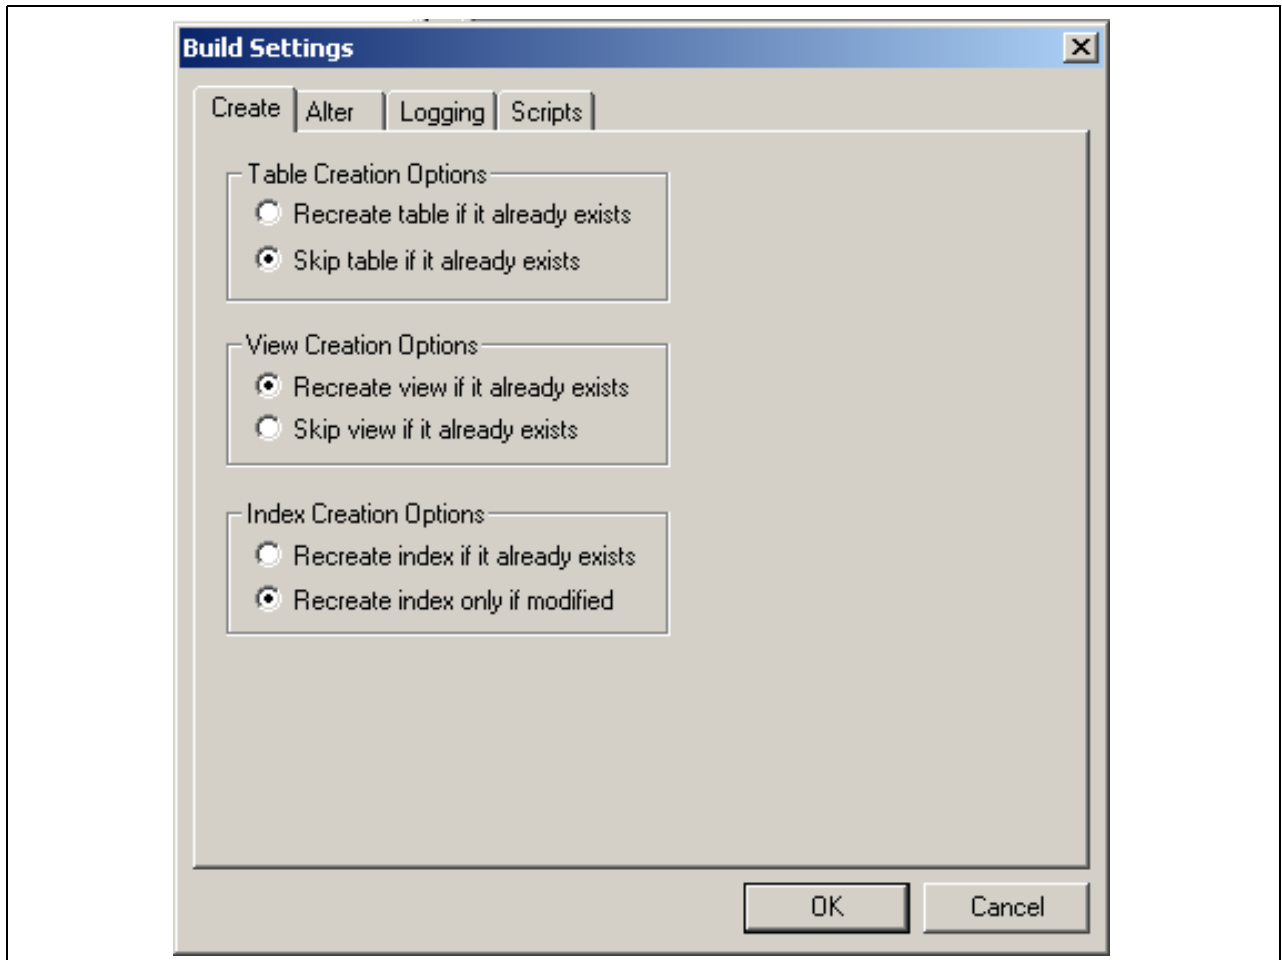 Build Settings
Create Alter Logging Scripts
Table Creation Options
Recreate table if it already exists
Skip table if it already exists
View Creation Options
Recreate view if it already exists
Skip view if it already exists
Index Creation Options
Recreate index if it already exists
Recreate index only if modified
OK Cancel